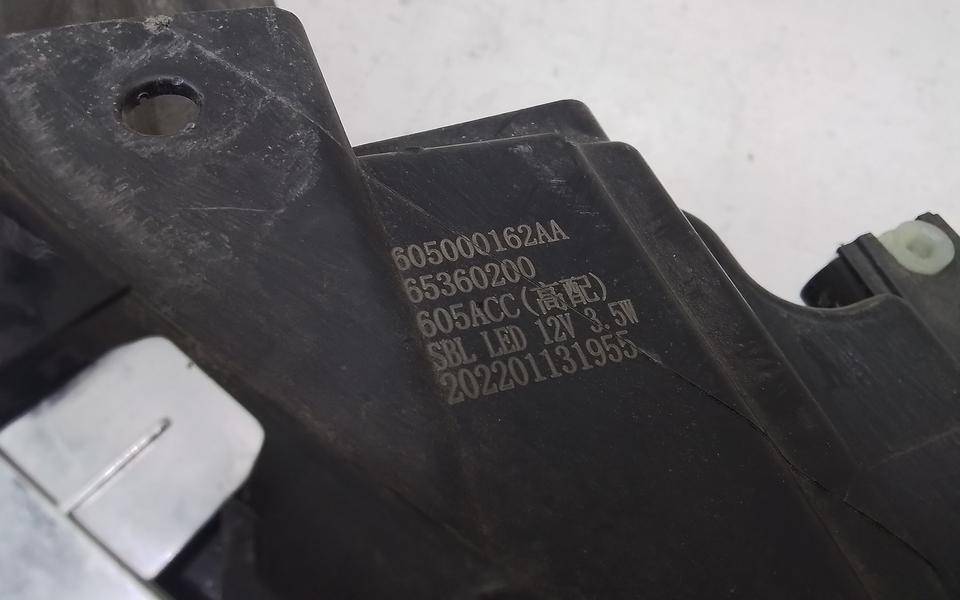 605000162AA
65360200
605ACC(高配)
SBL LED 12V 3.5W
202201131955